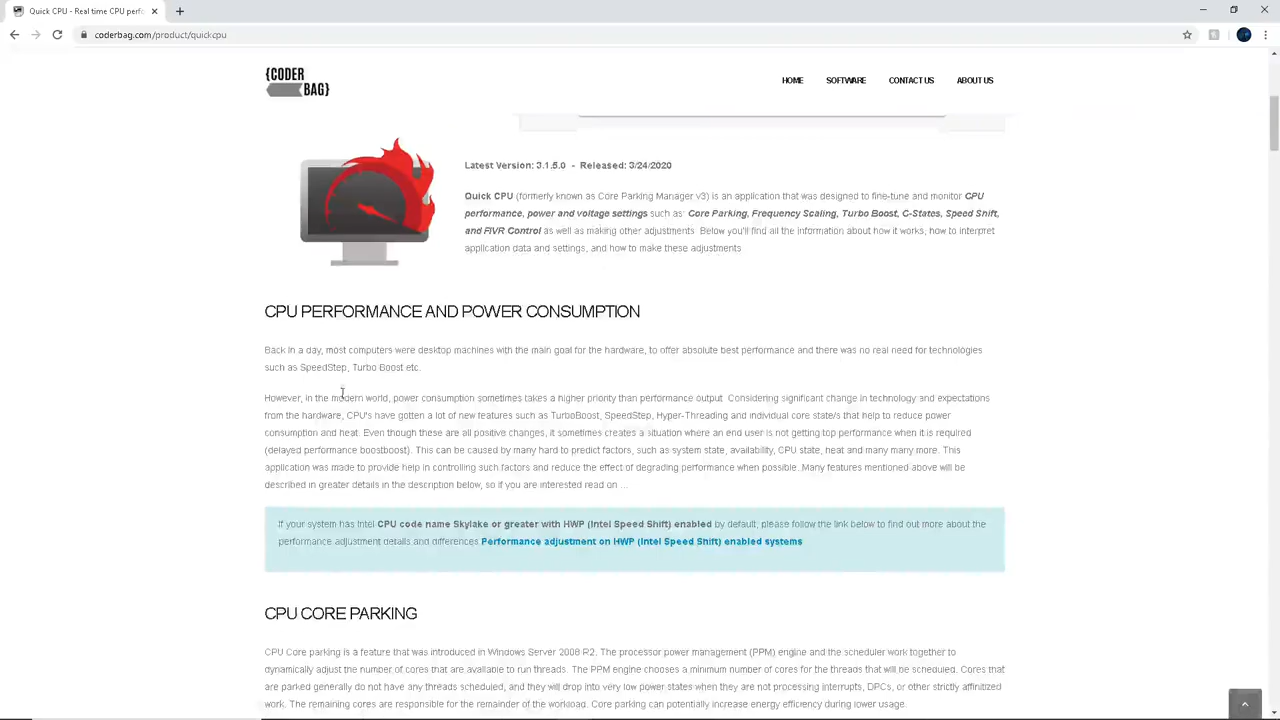 Quick CPU - Real time CPU perf
coderbag.com/product/quickcpu
{CODER
BAG}
HOME SOFTWARE CONTACT US ABOUT US
Latest Version: 3.1.5.0 - Released: 3/24/2020
Quick CPU (formerly known as Core Parking Manager v3) is an application that was designed to fine-tune and monitor CPU
performance, power and voltage settings such as: Core Parking, Frequency Scaling, Turbo Boost, C-States, Speed Shift,
and FIVR Control as well as making other adjustments. Below you'll find all the information about how it works, how to interpret
application data and settings, and how to make these adjustments
CPU PERFORMANCE AND POWER CONSUMPTION
Back in a day, most computers were desktop machines with the main goal for the hardware, to offer absolute best performance and there was no real need for technologies
such as SpeedStep, Turbo Boost etc.
However, in the modern world, power consumption sometimes takes a higher priority than performance output. Considering significant change in technology and expectations
from the hardware, CPU's have gotten a lot of new features such as TurboBoost, SpeedStep, Hyper-Threading and individual core state/s that help to reduce power
consumption and heat. Even though these are all positive changes, it sometimes creates a situation where an end user is not getting top performance when it is required
(delayed performance boostboost). This can be caused by many hard to predict factors, such as system state, availability, CPU state, heat and many many more. This
application was made to provide help in controlling such factors and reduce the effect of degrading performance when possible. Many features mentioned above will be
described in greater details in the description below, so if you are interested read on ...
If your system has Intel CPU code name Skylake or greater with HWP (Intel Speed Shift) enabled by default, please follow the link below to find out more about the
performance adjustment details and differences Performance adjustment on HWP (Intel Speed Shift) enabled systems
CPU CORE PARKING
CPU Core parking is a feature that was introduced in Windows Server 2008 R2. The processor power management (PPM) engine and the scheduler work together to
dynamically adjust the number of cores that are available to run threads. The PPM engine chooses a minimum number of cores for the threads that will be scheduled. Cores that
are parked generally do not have any threads scheduled, and they will drop into very low power states when they are not processing interrupts, DPCs, or other strictly affinitized
work. The remaining cores are responsible for the remainder of the workload. Core parking can potentially increase energy efficiency during lower usage.